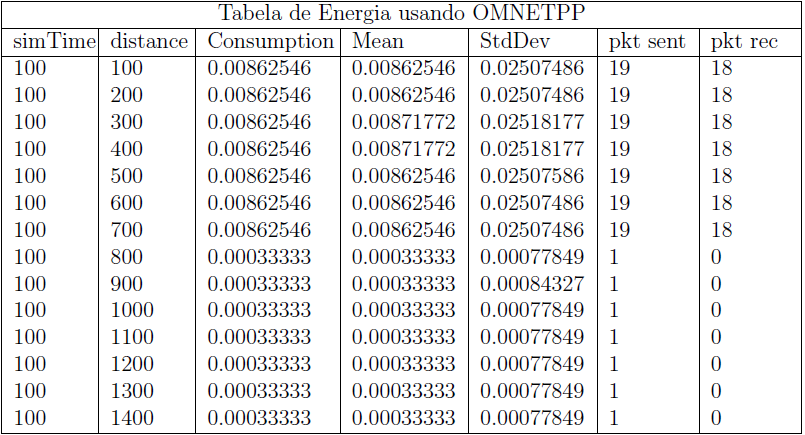 Tabela de Energia usando OMNETPP
simTime distance Consumption Mean StdDev pkt sent pkt rec
100 100 0.00862546 0.00862546 0.02507486 19 18
100 200 0.00862546 0.00862546 0.02507486 19 18
100 300 0.00862546 0.00871772 0.02518177 19 18
100 400 0.00862546 0.00871772 0.02518177 19 18
100 500 0.00862546 0.00862546 0.02507586 19 18
100 600 0.00862546 0.00862546 0.02507486 19 18
100 700 0.00862546 0.00862546 0.02507486 19 18
100 800 0.00033333 0.00033333 0.00077849 1 0
100 900 0.00033333 0.00033333 0.00084327 1 0
100 1000 0.00033333 0.00033333 0.00077849 1 0
100 1100 0.00033333 0.00033333 0.00077849 1 0
100 1200 0.00033333 0.00033333 0.00077849 1 0
100 1300 0.00033333 0.00033333 0.00077849 1 0
100 1400 0.00033333 0.00033333 0.00077849 1 0